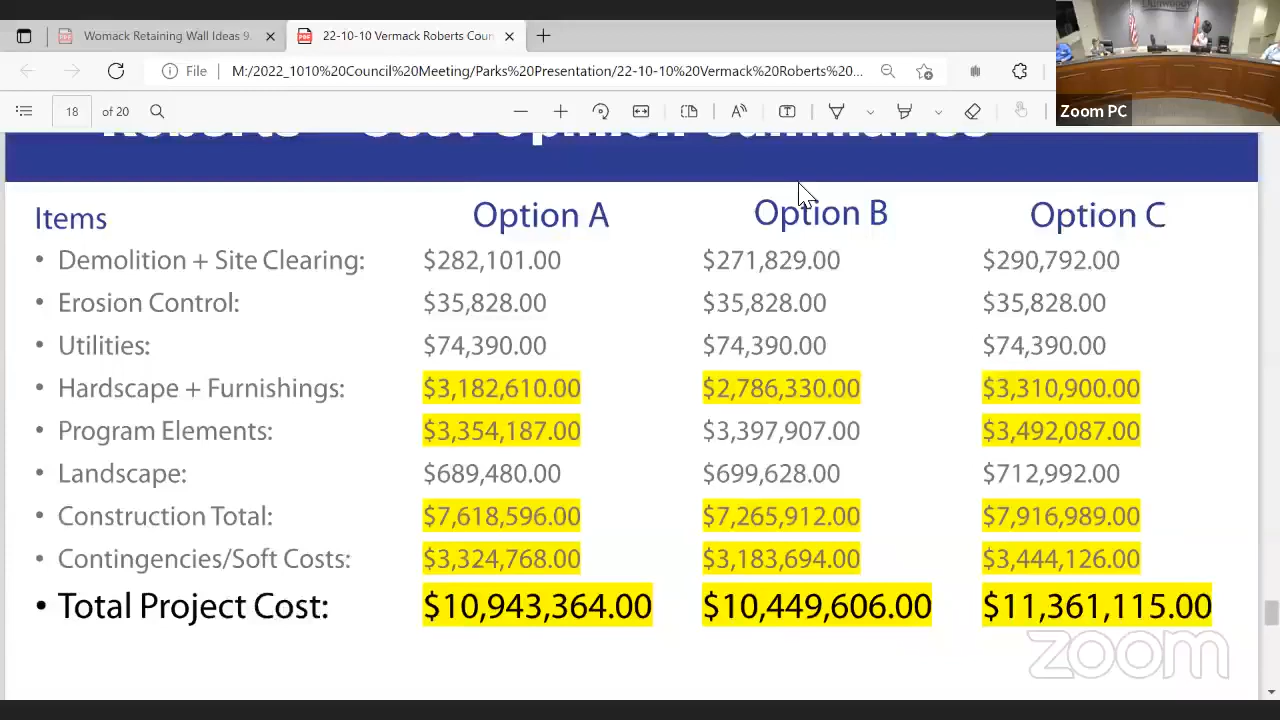 Womack Retaining Wall Ideas 9.
22-10-10 Vermack Roberts Coun
File
M:/2022_1010%20Council%20Meeting/Parks%20Presentation/22-10-10%20Vermack%20Roberts%20...
18 of 20
Zoom PC
Roberts - Cost Opinion Summaries
Items Option A Option B Option C
• Demolition + Site Clearing: $282,101.00 $271,829.00 $290,792.00
• Erosion Control: $35,828.00 $35,828.00 $35,828.00
• Utilities: $74,390.00 $74,390.00 $74,390.00
• Hardscape + Furnishings: $3,182,610.00 $2,786,330.00 $3,310,900.00
• Program Elements: $3,354,187.00 $3,397,907.00 $3,492,087.00
• Landscape: $689,480.00 $699,628.00 $712,992.00
• Construction Total: $7,618,596.00 $7,265,912.00 $7,916,989.00
• Contingencies/Soft Costs: $3,324,768.00 $3,183,694.00 $3,444,126.00
• Total Project Cost: $10,943,364.00 $10,449,606.00 $11,361,115.00
zoom